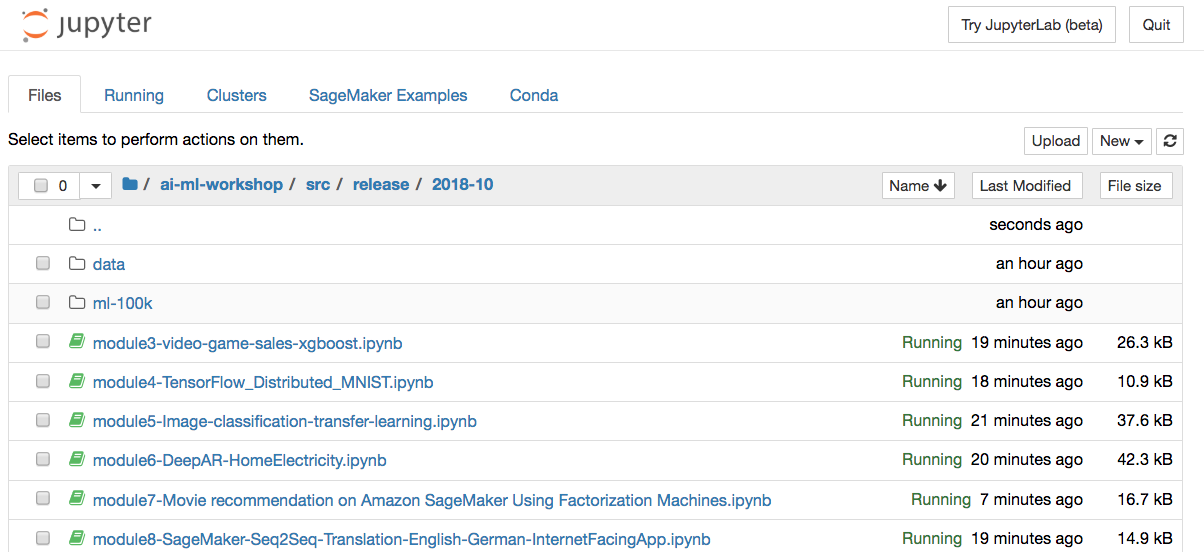 jupyter Try JupyterLab (beta) Quit
Files Running Clusters SageMaker Examples Conda
Select items to perform actions on them. Upload New
0 / ai-ml-workshop / src / release / 2018-10 Name Last Modified File size
.. seconds ago
data an hour ago
ml-100k an hour ago
module3-video-game-sales-xgboost.ipynb Running 19 minutes ago 26.3 kB
module4-TensorFlow_Distributed_MNIST.ipynb Running 18 minutes ago 10.9 kB
module5-Image-classification-transfer-learning.ipynb Running 21 minutes ago 37.6 kB
module6-DeepAR-HomeElectricity.ipynb Running 20 minutes ago 42.3 kB
module7-Movie recommendation on Amazon SageMaker Using Factorization Machines.ipynb Running 7 minutes ago 16.7 kB
module8-SageMaker-Seq2Seq-Translation-English-German-InternetFacingApp.ipynb Running 19 minutes ago 14.9 kB